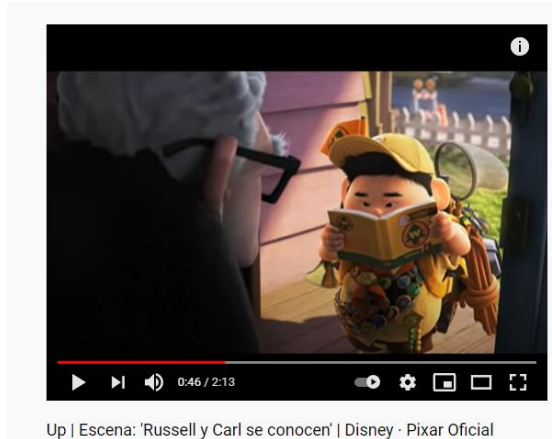 0:46 / 2:13
Up | Escena: 'Russell y Carl se conocen' | Disney · Pixar Oficial